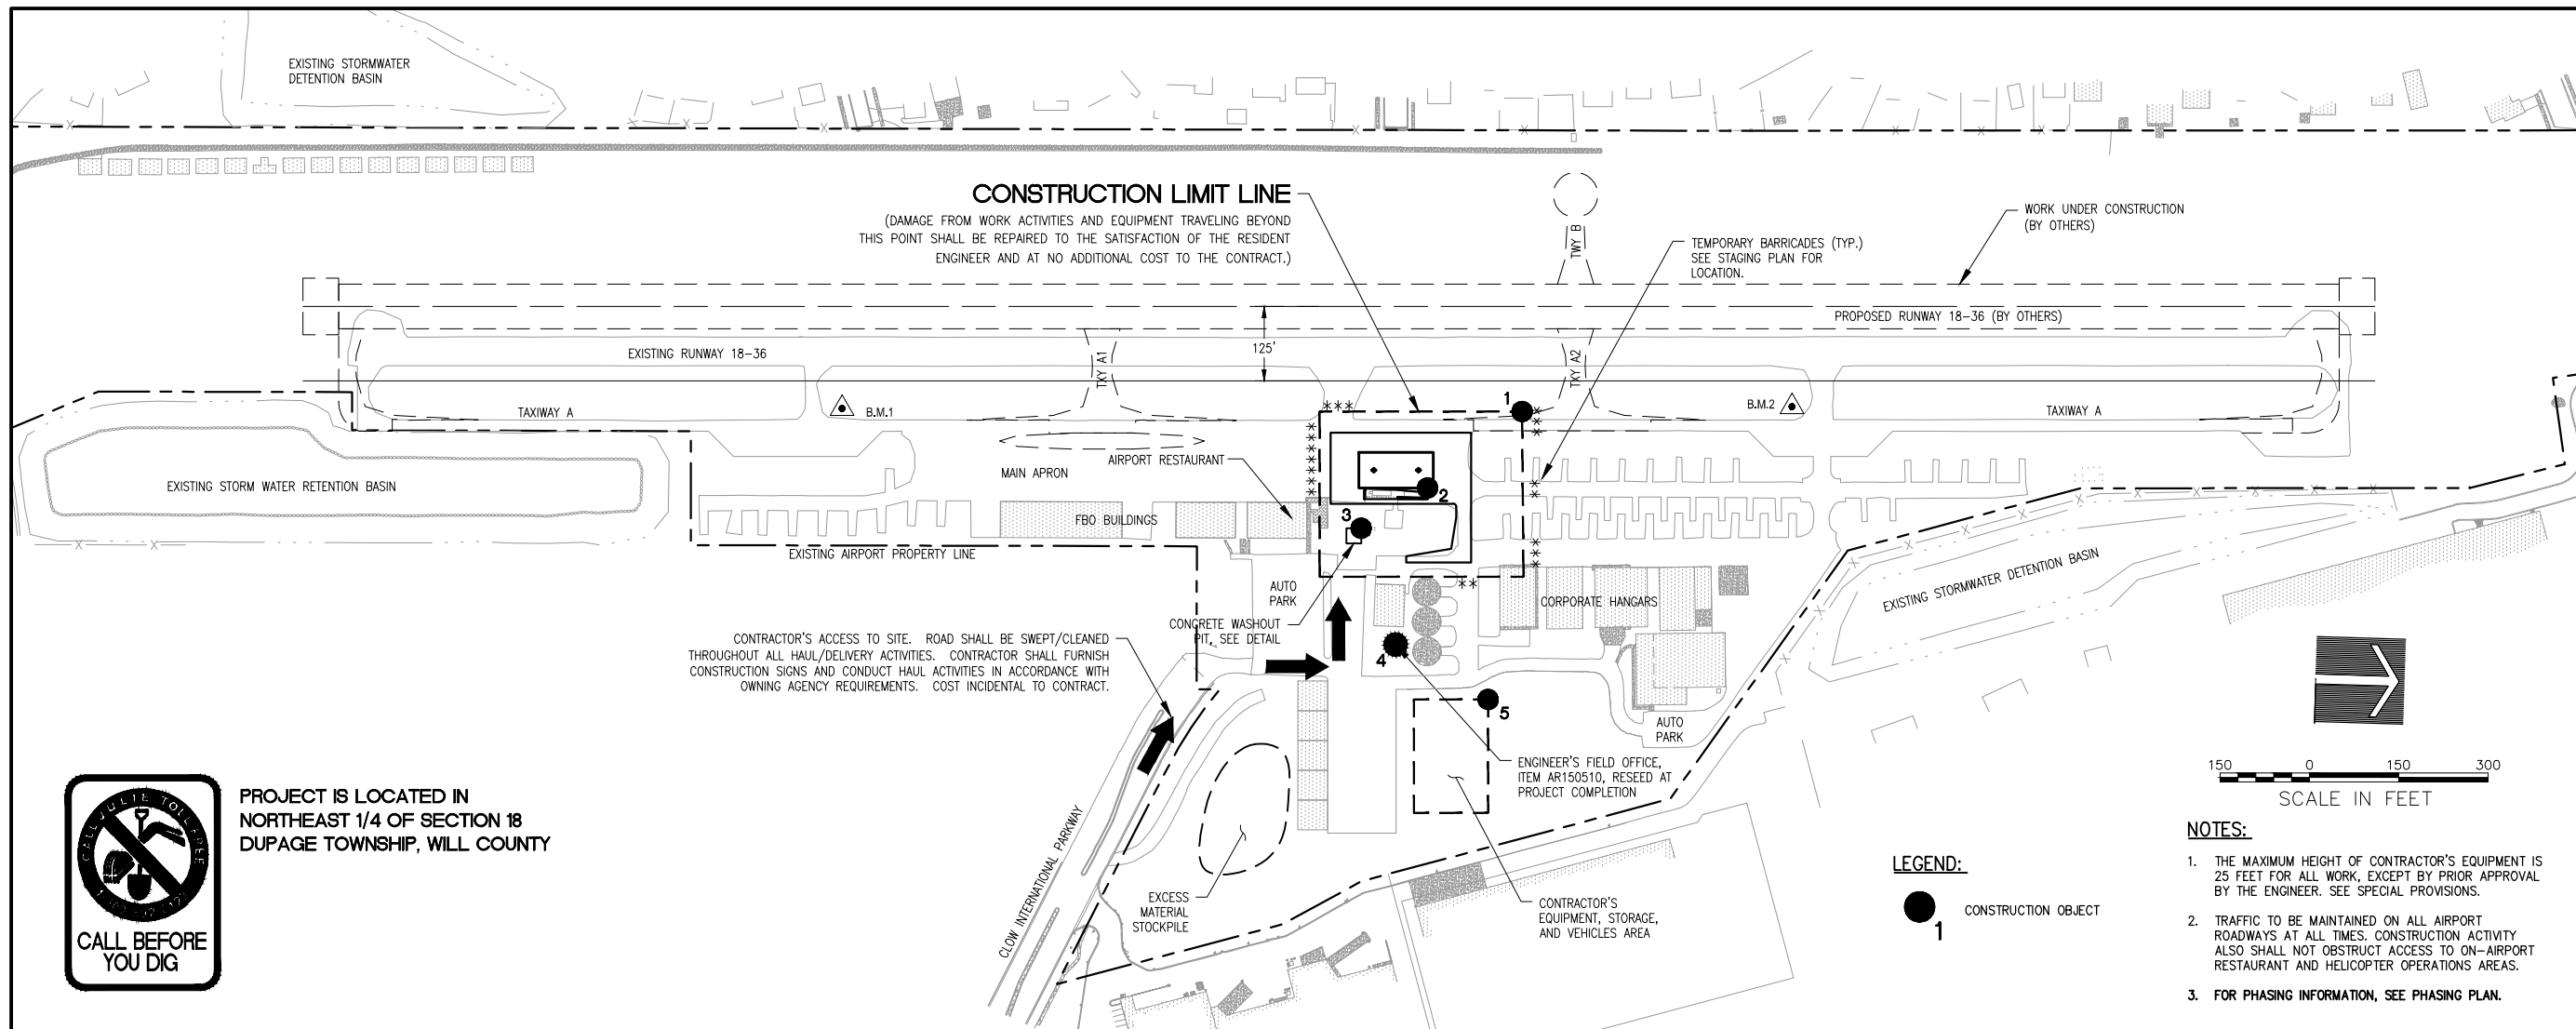 EXISTING STORMWATER
DETENTION BASIN
CONSTRUCTION LIMIT LINE
(DAMAGE FROM WORK ACTIVITIES AND EQUIPMENT TRAVELING BEYOND
THIS POINT SHALL BE REPAIRED TO THE SATISFACTION OF THE RESIDENT
ENGINEER AND AT NO ADDITIONAL COST TO THE CONTRACT.)
TWY B
TEMPORARY BARRICADES (TYP.)
SEE STAGING PLAN FOR
LOCATION.
WORK UNDER CONSTRUCTION
(BY OTHERS)
PROPOSED RUNWAY 18-36 (BY OTHERS)
EXISTING RUNWAY 18-36
125'
TXY A1
TXY A2
TAXIWAY A
B.M.1
1
B.M.2
TAXIWAY A
EXISTING STORM WATER RETENTION BASIN
MAIN APRON
AIRPORT RESTAURANT
2
3
FBO BUILDINGS
EXISTING AIRPORT PROPERTY LINE
AUTO
PARK
CONCRETE WASHOUT
PIT, SEE DETAIL
CORPORATE HANGARS
EXISTING STORMWATER DETENTION BASIN
CONTRACTOR'S ACCESS TO SITE. ROAD SHALL BE SWEPT/CLEANED
THROUGHOUT ALL HAUL/DELIVERY ACTIVITIES. CONTRACTOR SHALL FURNISH
CONSTRUCTION SIGNS AND CONDUCT HAUL ACTIVITIES IN ACCORDANCE WITH
OWNING AGENCY REQUIREMENTS. COST INCIDENTAL TO CONTRACT.
4
5
AUTO
PARK
ENGINEER'S FIELD OFFICE,
ITEM AR150510, RESEED AT
PROJECT COMPLETION
CLOW INTERNATIONAL PARKWAY
EXCESS
MATERIAL
STOCKPILE
CONTRACTOR'S
EQUIPMENT, STORAGE,
AND VEHICLES AREA
CALL JULIE TOLL FREE
CALL BEFORE
YOU DIG
PROJECT IS LOCATED IN
NORTHEAST 1/4 OF SECTION 18
DUPAGE TOWNSHIP, WILL COUNTY
150 0 150 300
SCALE IN FEET
LEGEND:
1 CONSTRUCTION OBJECT
NOTES:
1. THE MAXIMUM HEIGHT OF CONTRACTOR'S EQUIPMENT IS
25 FEET FOR ALL WORK, EXCEPT BY PRIOR APPROVAL
BY THE ENGINEER. SEE SPECIAL PROVISIONS.
2. TRAFFIC TO BE MAINTAINED ON ALL AIRPORT
ROADWAYS AT ALL TIMES. CONSTRUCTION ACTIVITY
ALSO SHALL NOT OBSTRUCT ACCESS TO ON-AIRPORT
RESTAURANT AND HELICOPTER OPERATIONS AREAS.
3. FOR PHASING INFORMATION, SEE PHASING PLAN.